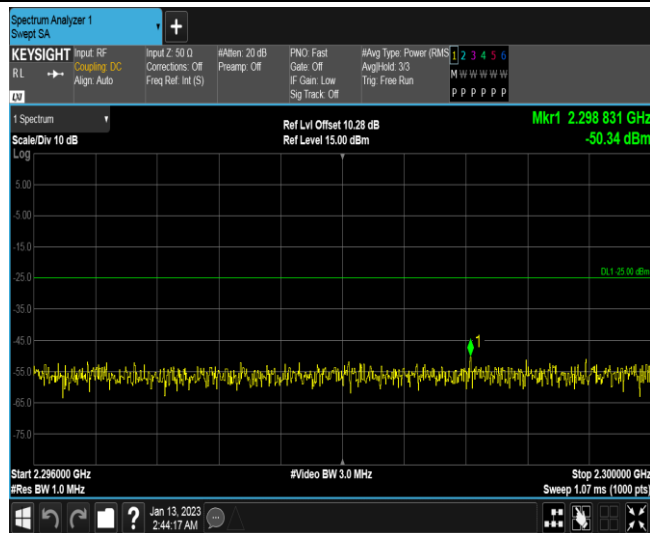 Spectrum Analyzer 1
Swept SA
+
KEYSIGHT
RL
LXI
Input: RF
Coupling: DC
Align: Auto
Input Z: 50 Ω
Corrections: Off
Freq Ref: Int (S)
#Atten: 20 dB
Preamp: Off
PNO: Fast
Gate: Off
IF Gain: Low
Sig Track: Off
#Avg Type: Power (RMS
Avg|Hold: 3/3
Trig: Free Run
1 2 3 4 5 6
M W W W W W
P P P P P P
1 Spectrum
Scale/Div 10 dB
Log
Ref Lvl Offset 10.28 dB
Ref Level 15.00 dBm
Mkr1 2.298 831 GHz
-50.34 dBm
5.00
-5.00
-15.0
-25.0
DL1 -25.00 dBm
-35.0
-45.0
1
-55.0
-65.0
-75.0
Start 2.296000 GHz
#Res BW 1.0 MHz
#Video BW 3.0 MHz
Stop 2.300000 GHz
Sweep 1.07 ms (1000 pts)
?
Jan 13, 2023
2:44:17 AM